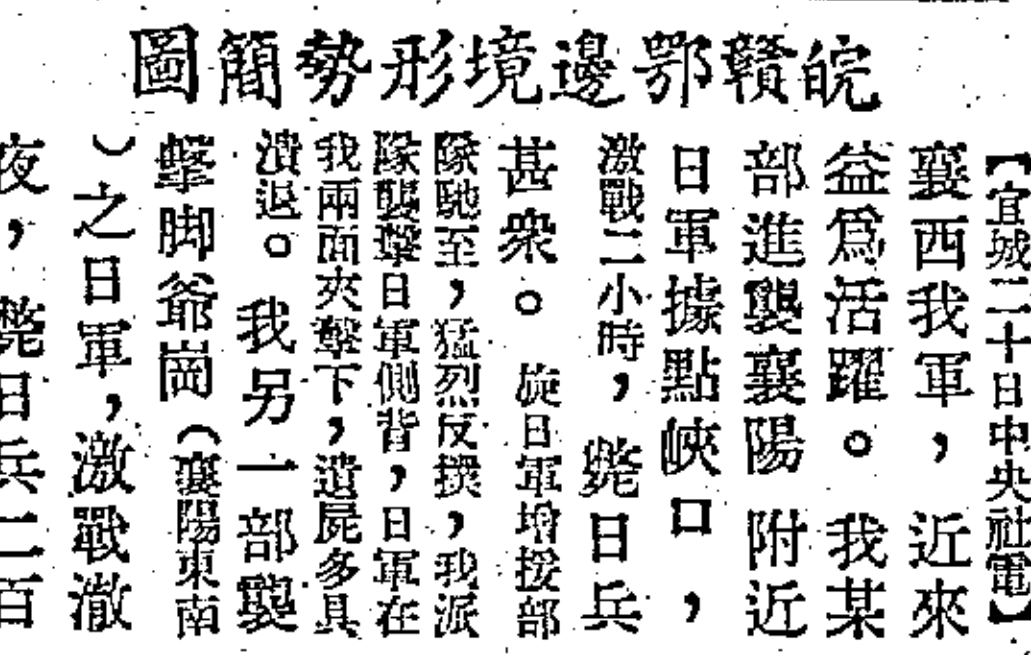 皖贛鄂邊境形勢簡圖
【宜城二十日中央社電】
襄西我軍，近來
益爲活躍。我某
部進襲襄陽附近
日軍據點峽口，
激戰二小時，斃日兵
甚衆。旋日軍增援部
隊馳至，猛烈反撲，我派
隊襲擊日軍側背，日軍在
我兩面夾擊下，遺屍多具
潰退。我另一部襲
擊脚爺崗（襄陽東南
）之日軍，激戰澈
夜，斃日兵二百